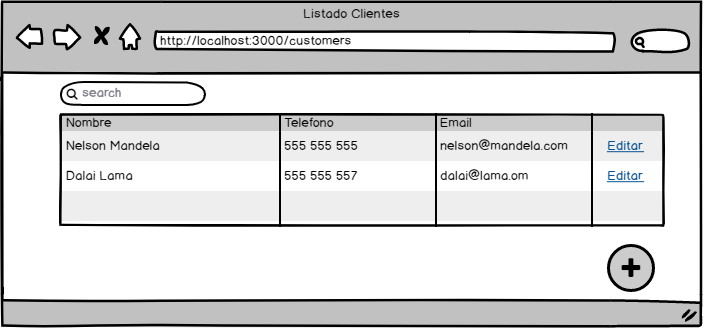 Listado Clientes
http://localhost:3000/customers
search
Nombre Telefono Email
Nelson Mandela 555 555 555 nelson@mandela.com Editar
Dalai Lama 555 555 557 dalai@lama.om Editar